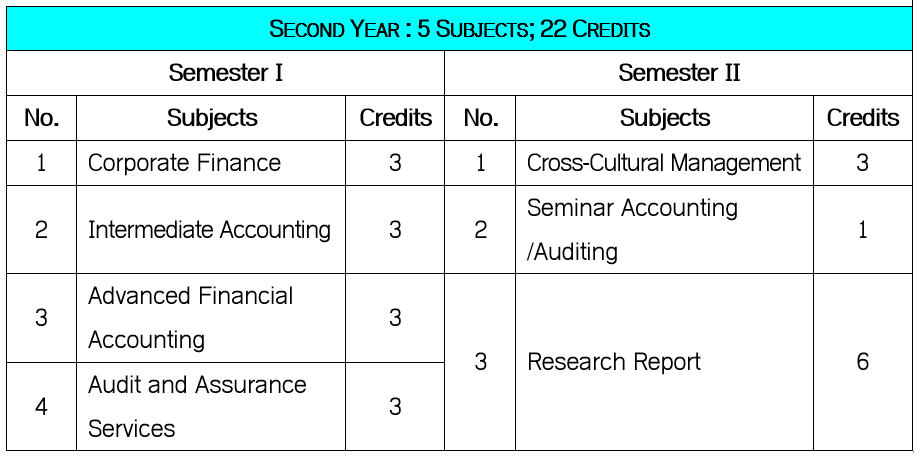 SECOND YEAR : 5 SUBJECTS; 22 CREDITS
Semester I Semester II
No. Subjects Credits No. Subjects Credits
1 Corporate Finance 3 1 Cross-Cultural Management 3
2 Intermediate Accounting 3 2 Seminar Accounting
/Auditing 1
3 Advanced Financial
Accounting 3
4 Audit and Assurance
Services 3
3 Research Report 6